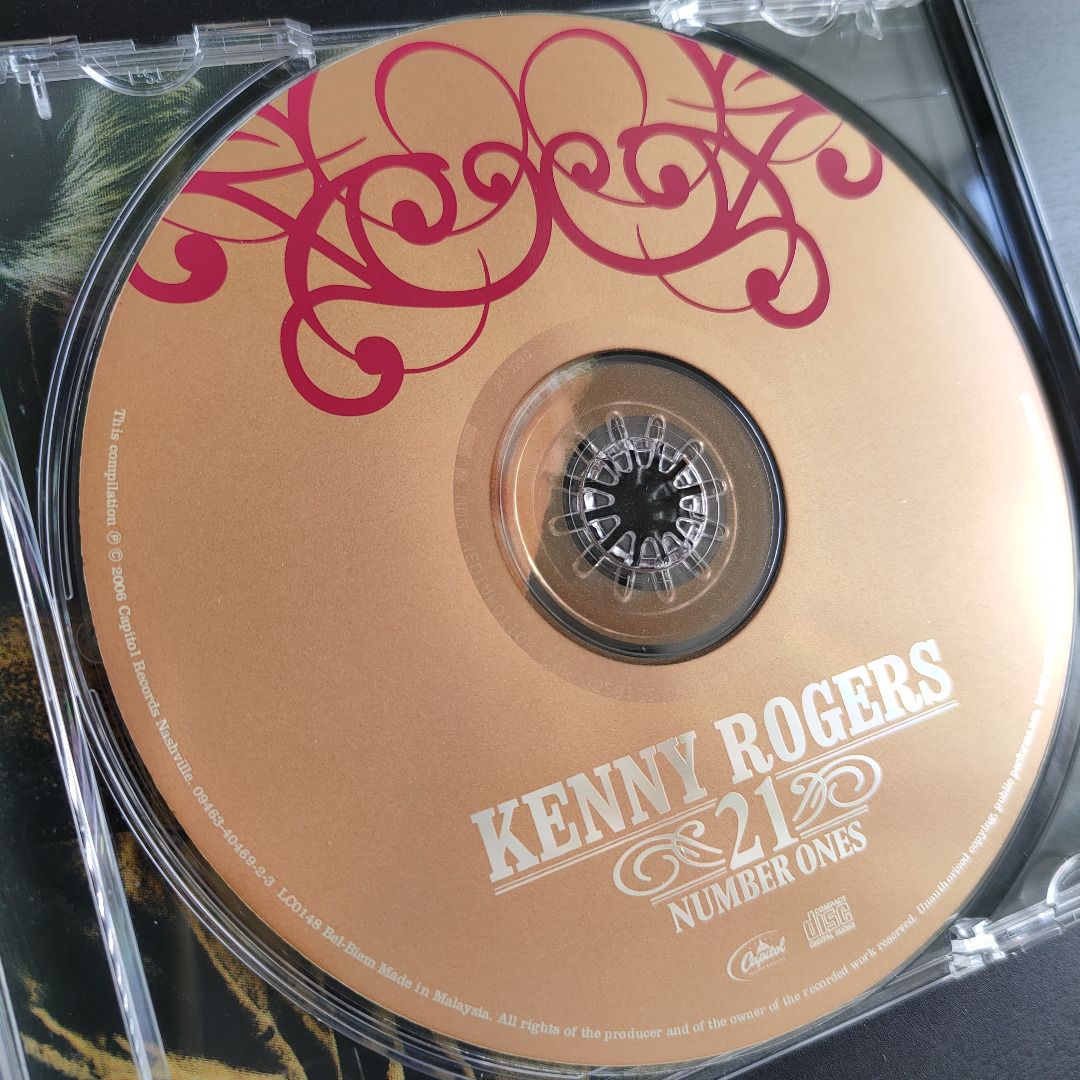 KENNY ROGERS
21
NUMBER ONES
Capitol
COMPACT
disc
DIGITAL AUDIO
This compilation ℗ © 2006 Capitol Records Nashville. 09463-40469-2-3 LC0148 Bel-Biem Made in Malaysia. All rights of the producer and of the owner of the recorded work reserved. Unauthorized copying, public performance,